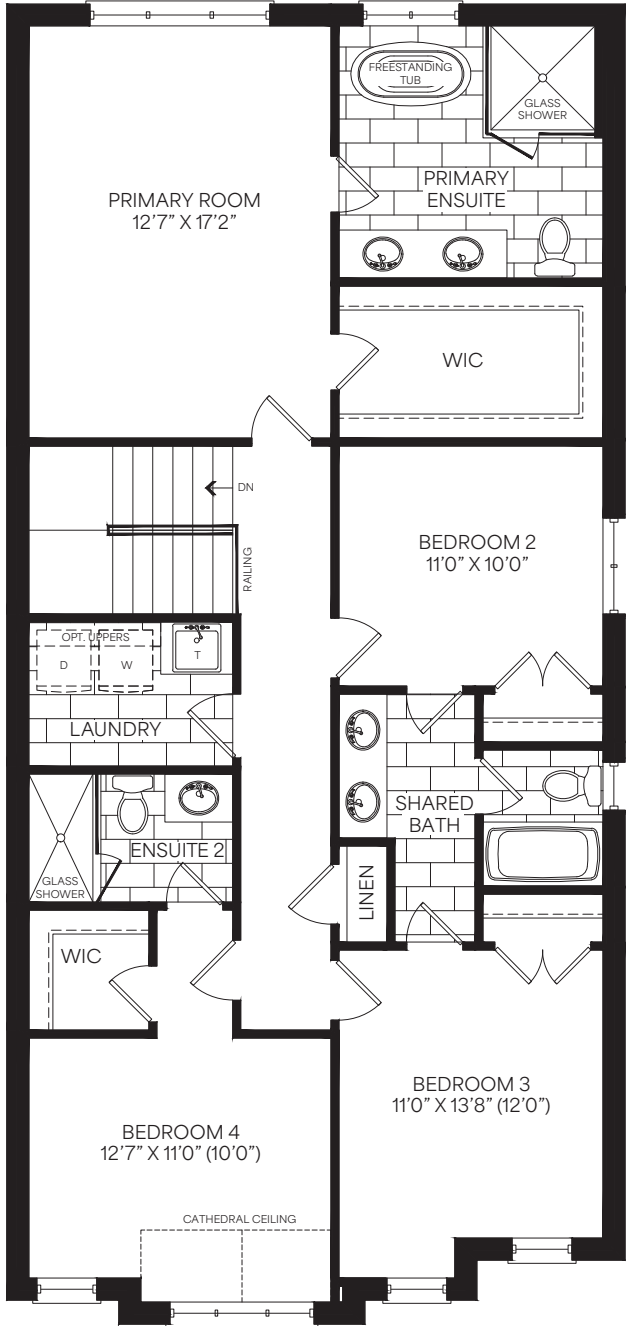 FREESTANDING
TUB
GLASS
SHOWER
PRIMARY ROOM
12'7” X 17'2”
PRIMARY
ENSUITE
WIC
DN
RAILING
BEDROOM 2
11'0” X 10'0”
OPT. UPPERS
D
W
T
LAUNDRY
SHARED
BATH
ENSUITE 2
GLASS
SHOWER
LINEN
WIC
BEDROOM 3
11'0” X 13'8” (12'0”)
BEDROOM 4
12'7” X 11'0” (10'0”)
CATHEDRAL CEILING